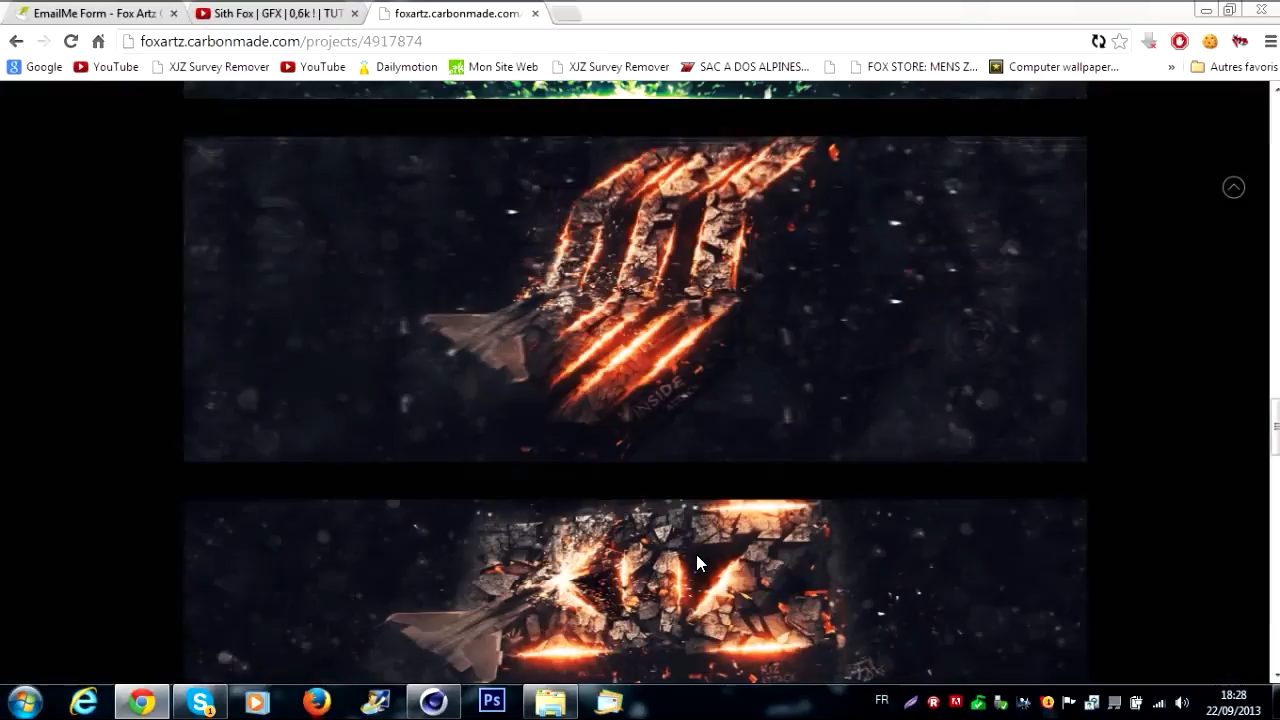 EmailMe Form - Fox Artz (
Sith Fox | GFX | 0,6k ! | TUT
foxartz.carbonmade.com
foxartz.carbonmade.com/projects/4917874
Google
YouTube
XJZ Survey Remover
YouTube
Dailymotion
Mon Site Web
XJZ Survey Remover
SAC A DOS ALPINES...
FOX STORE: MENS Z...
Computer wallpaper...
»
Autres favoris
INSIDE
Ps
FR
18:28
22/09/2013